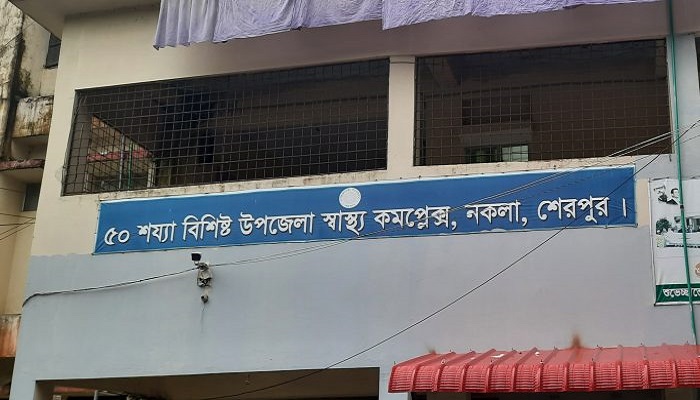 ৫০ শয্যা বিশিষ্ট উপজেলা স্বাস্থ্য কমপ্লেক্স, নকলা, শেরপুর।